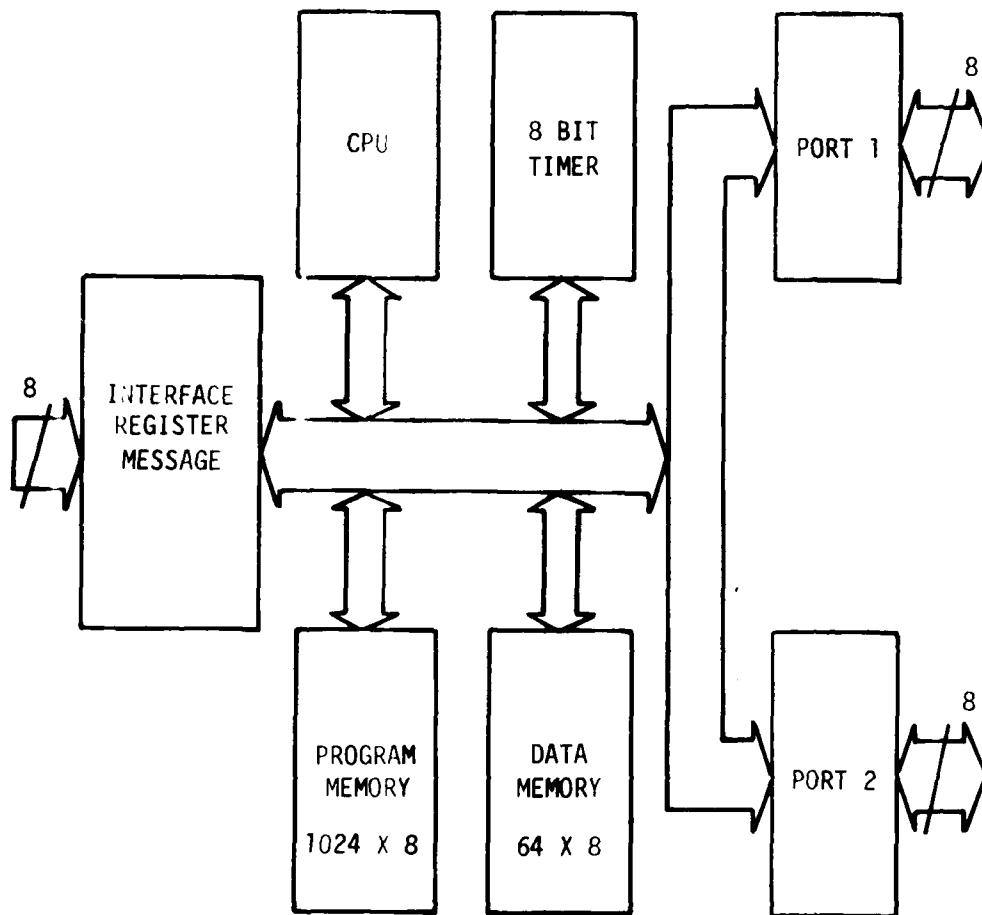 CPU
8 BIT
TIMER
PORT 1
8
8
INTERFACE
REGISTER
MESSAGE
PROGRAM
MEMORY
1024 X 8
DATA
MEMORY
64 X 8
PORT 2
8